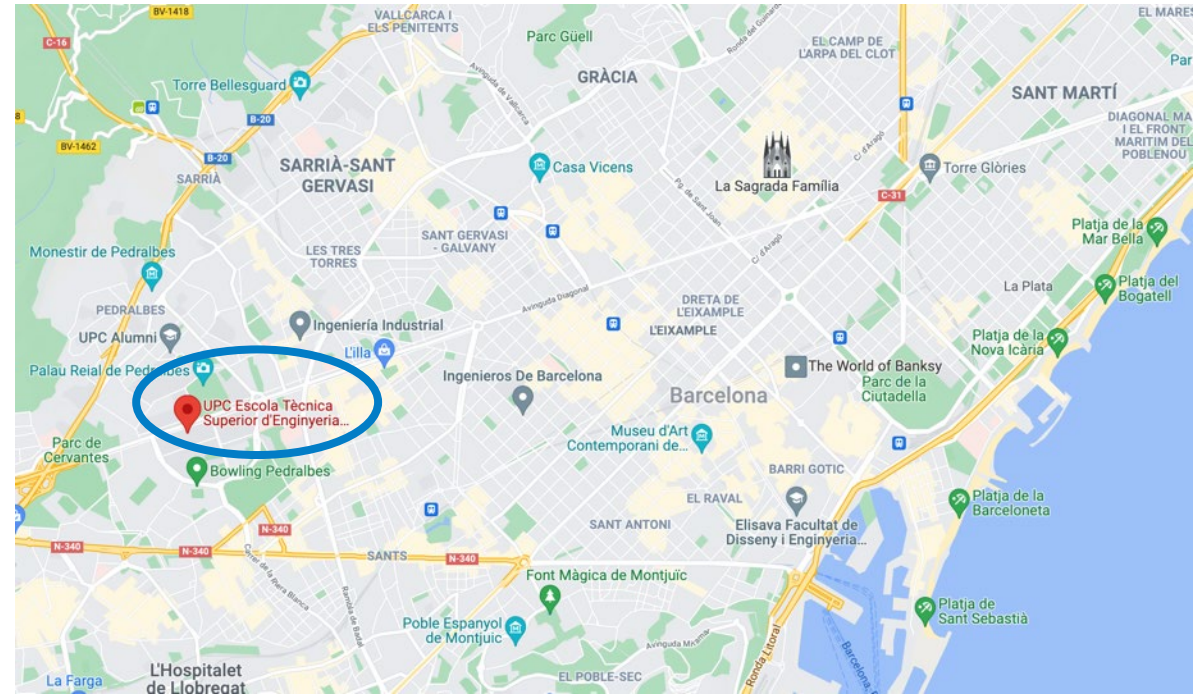 BV-1418
VALLCARCA I
ELS PENITENTS
EL MARES
C-16
Parc Güell
EL CAMP DE
L'ARPA DEL CLOT
Ronda del Guinardó
Par
Torre Bellesguard
GRÀCIA
Avinguda de Vallcarca
SANT MARTÍ
8
B-20
DIAGONAL MA
I EL FRONT
MARITIM DEL
POBLENOU
BV-1462
B-20
SARRIÀ
SARRIÀ-SANT
GERVASI
Casa Vicens
C/ d'Aragó
Torre Glòries
La Sagrada Família
C-31
Pg. de Sant Joan
Platja de la
Mar Bella
SANT GERVASI
- GALVANY
LES TRES
TORRES
Monestir de Pedralbes
C/ d'Aragó
Platja del
Bogatell
La Plata
Avinguda Diagonal
DRETA DE
L'EIXAMPLE
PEDRALBES
L'EIXAMPLE
Ingeniería Industrial
UPC Alumni
Platja de la
Nova Icària
L'illa
The World of Banksy
Palau Reial de Pedralbes
Ingenieros De Barcelona
Parc de la
Ciutadella
Barcelona
UPC Escola Tècnica
Superior d'Enginyeria...
Museu d'Art
Contemporani de...
Parc de
Cervantes
Bowling Pedralbes
BARRI GOTIC
EL RAVAL
Platja de la
Barceloneta
SANT ANTONI
Elisava Facultat de
Disseny i Enginyeria...
N-340
N-340
N-340
SANTS
N-340
Carrer de la Riera Blanca
Font Màgica de Montjuïc
Rambla de Badal
Poble Espanyol
de Montjuic
Platja de
Sant Sebastià
Avinguda Miramar
Ronda Litoral
L'Hospitalet
de Llobregat
La Farga
EL POBLE-SEC
Barcelona,